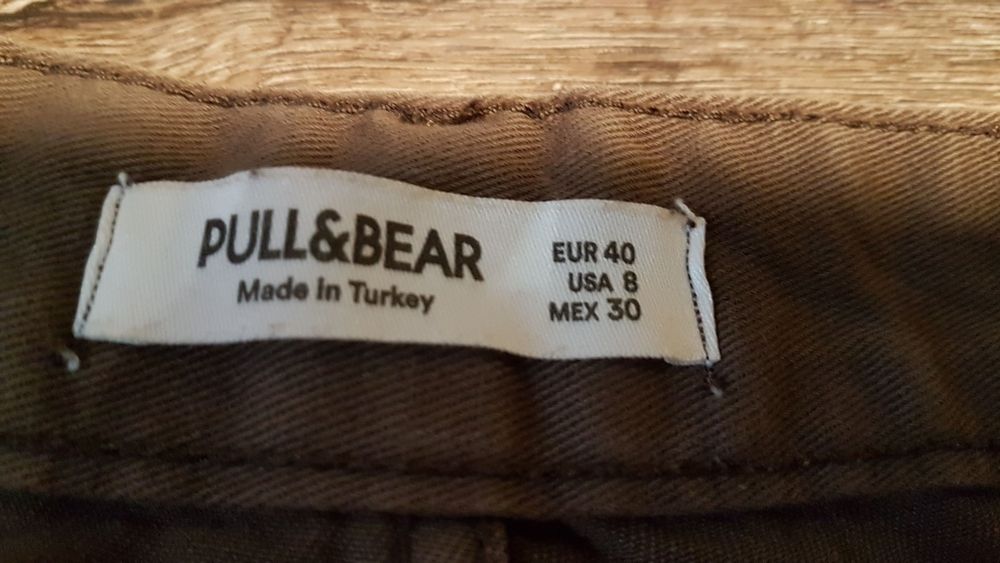 PULL&BEAR
Made in Turkey
EUR 40
USA 8
MEX 30